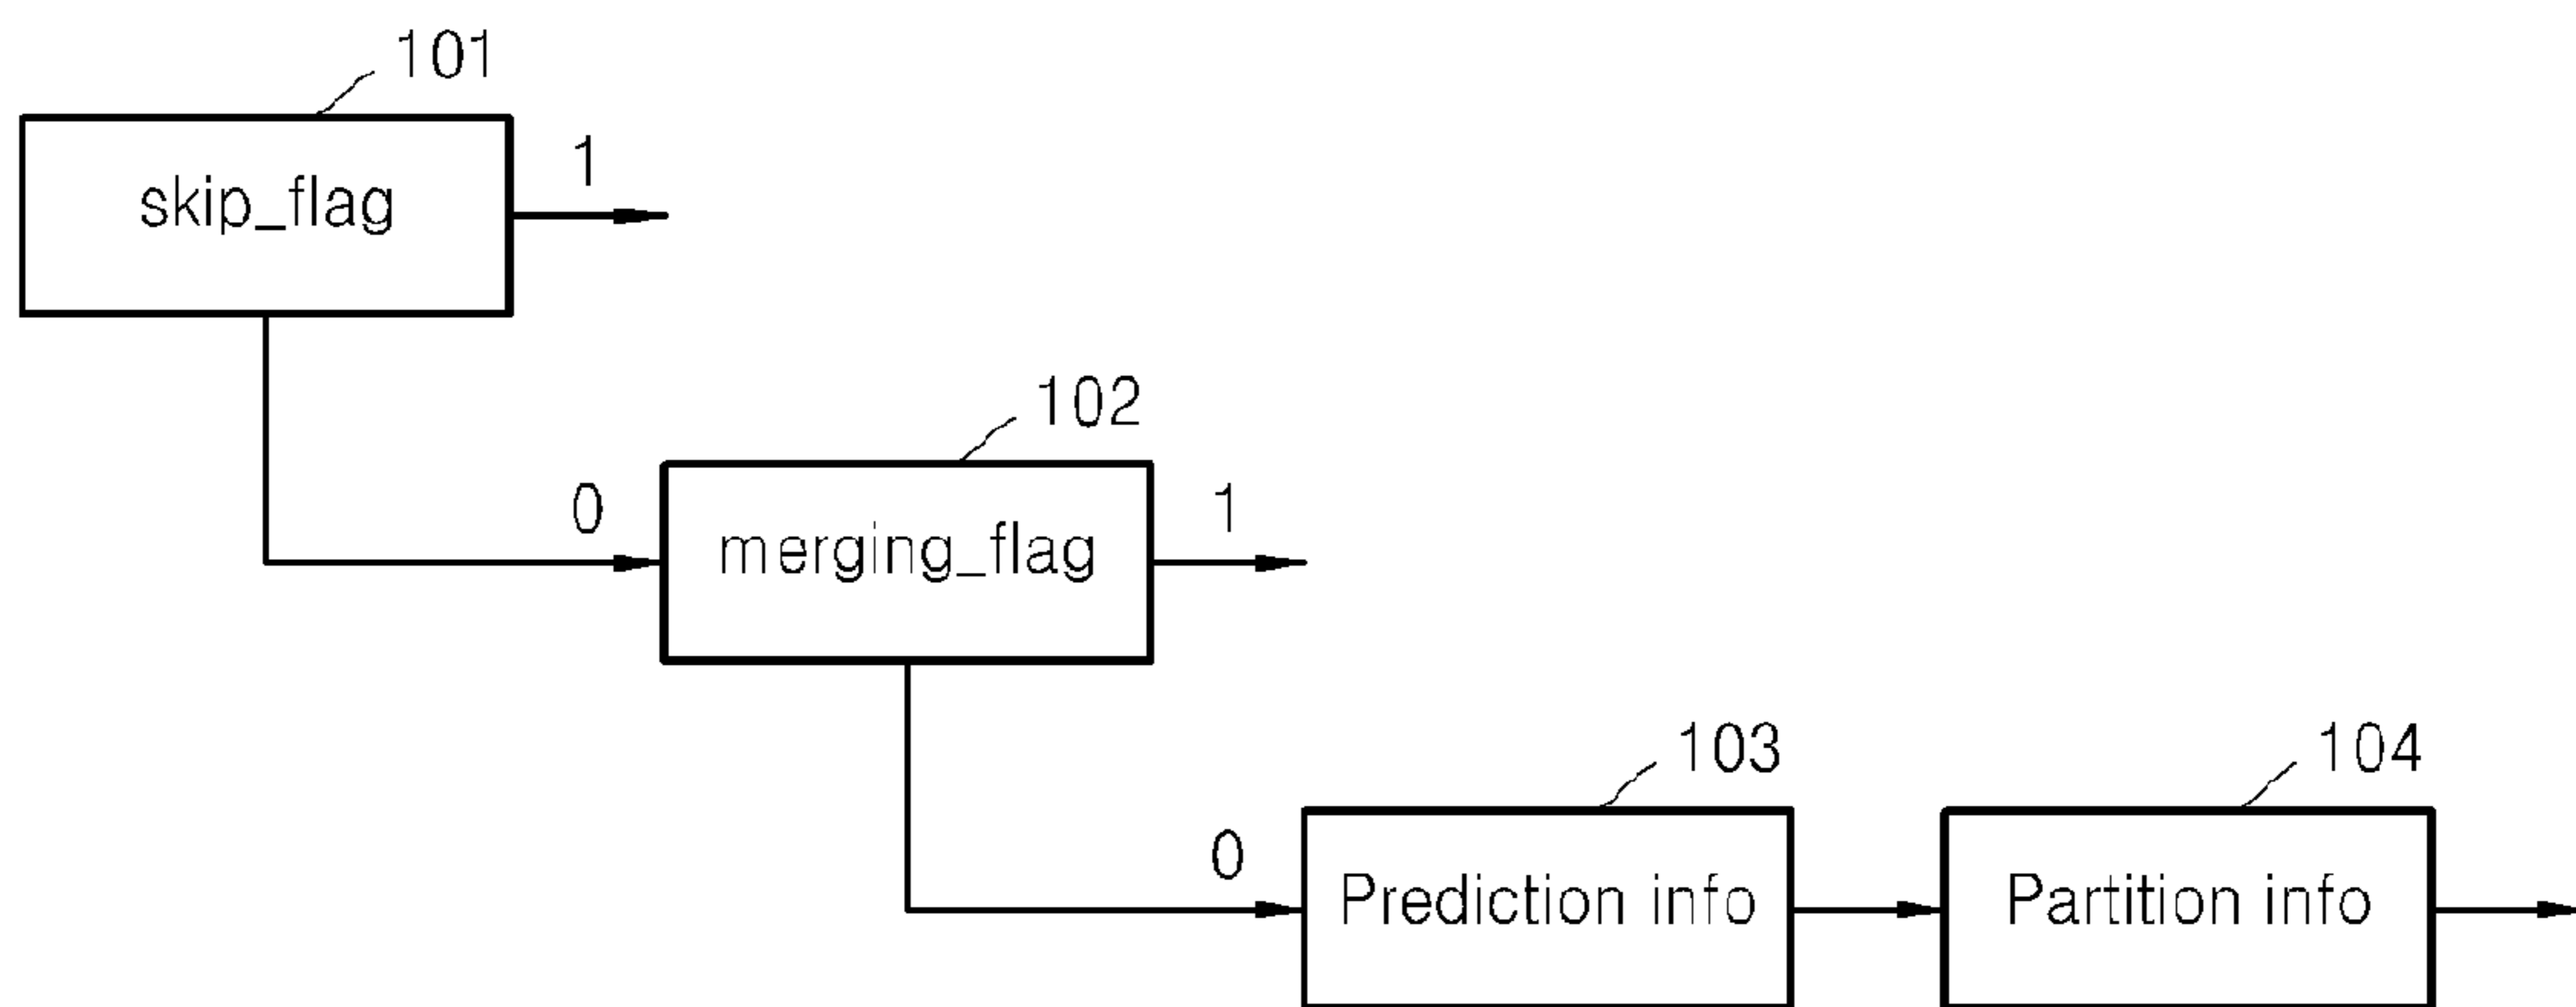 101
skip_flag
1
102
0
merging_flag
1
103
104
0
Prediction info
Partition info